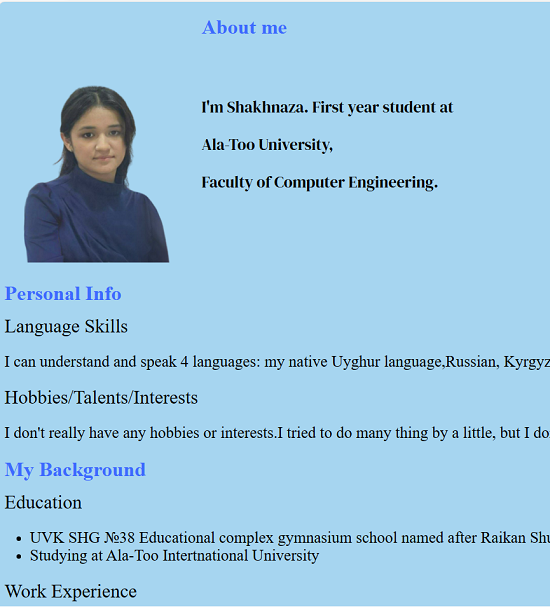 About me
I'm Shakhnaza. First year student at
Ala-Too University,
Faculty of Computer Engineering.
Personal Info
Language Skills
I can understand and speak 4 languages: my native Uyghur language,Russian, Kyrgyz
Hobbies/Talents/Interests
I don't really have any hobbies or interests.I tried to do many thing by a little, but I do
My Background
Education
• UVK SHG №38 Educational complex gymnasium school named after Raikan Shu
• Studying at Ala-Too Intertnational University
Work Experience